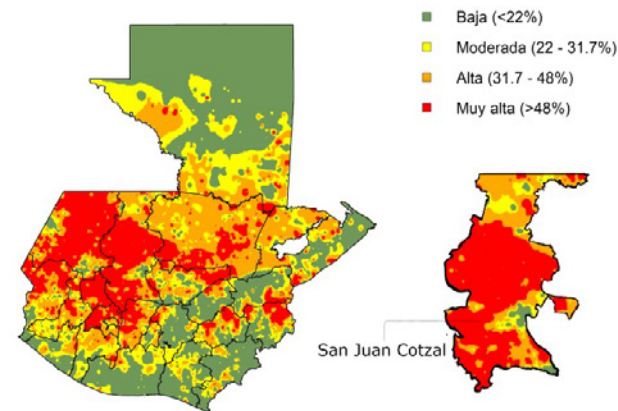 Baja (<22%)
Moderada (22 - 31.7%)
Alta (31.7 - 48%)
Muy alta (>48%)
San Juan Cotzal